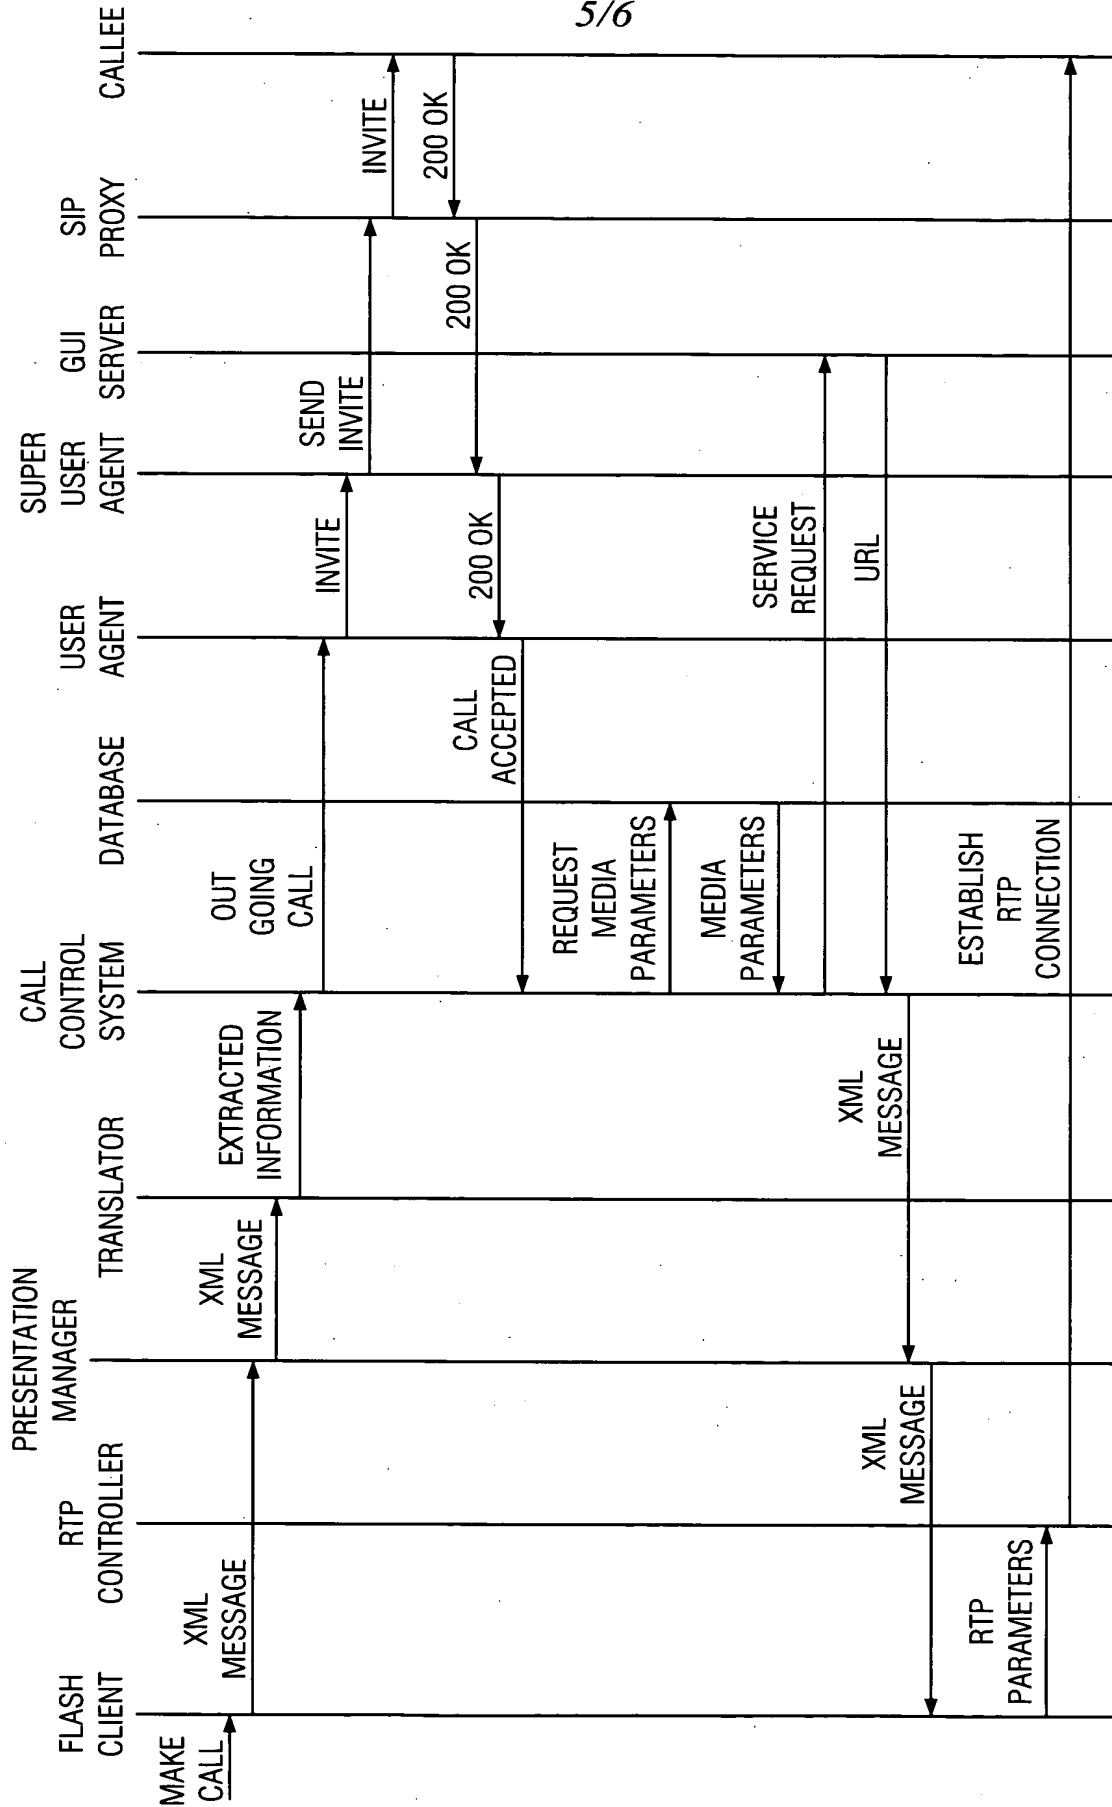 5/6
FLASH
CLIENT
RTP
CONTROLLER
PRESENTATION
MANAGER
TRANSLATOR
CALL
CONTROL
SYSTEM
DATABASE
USER
AGENT
SUPER
USER
AGENT
GUI
SERVER
SIP
PROXY
CALLEE
MAKE
CALL
XML
MESSAGE
XML
MESSAGE
EXTRACTED
INFORMATION
OUT
GOING
CALL
INVITE
SEND
INVITE
INVITE
200 OK
200 OK
200 OK
CALL
ACCEPTED
REQUEST
MEDIA
PARAMETERS
MEDIA
PARAMETERS
SERVICE
REQUEST
URL
XML
MESSAGE
XML
MESSAGE
RTP
PARAMETERS
ESTABLISH
RTP
CONNECTION